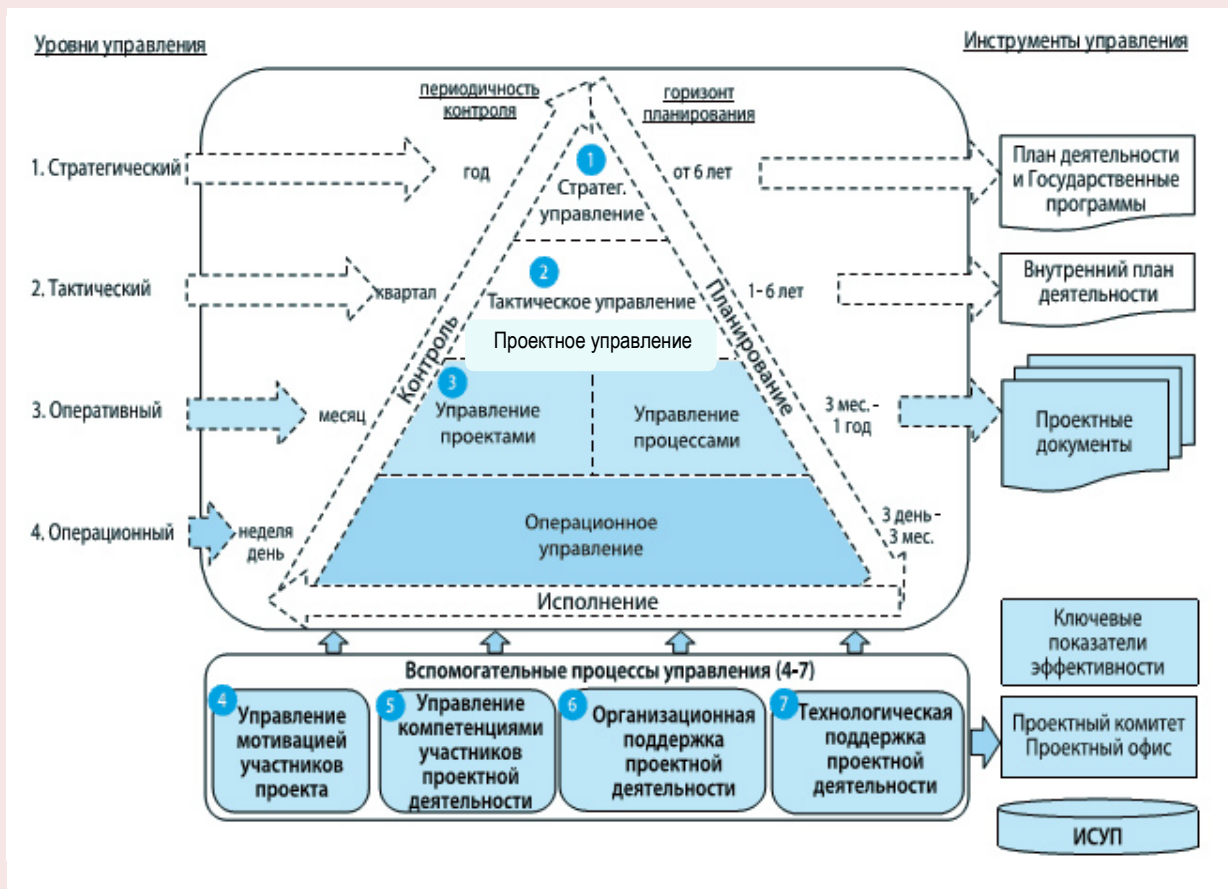 Уровни управления
Инструменты управления
периодичность
контроля
горизонт
планирования
1. Стратегический
год
1
Стратег.
управление
от 6 лет
План деятельности
и Государственные
программы
2. Тактический
квартал
2
Тактическое управление
1- 6 лет
Внутренний план
деятельности
Контроль
Планирование
Проектное управление
3. Оперативный
месяц
3
Управление
проектами
Управление
процессами
3 мес. -
1 год
Проектные
документы
4. Операционный
неделя
день
Операционное
управление
3 день -
3 мес.
Исполнение
Ключевые
показатели
эффективности
Вспомогательные процессы управления (4-7)
4
Управление
мотивацией
участников
проекта
5
Управление
компетенциями
участников
проектной
деятельности
6
Организационная
поддержка
проектной
деятельности
7
Технологическая
поддержка
проектной
деятельности
Проектный комитет
Проектный офис
ИСУП